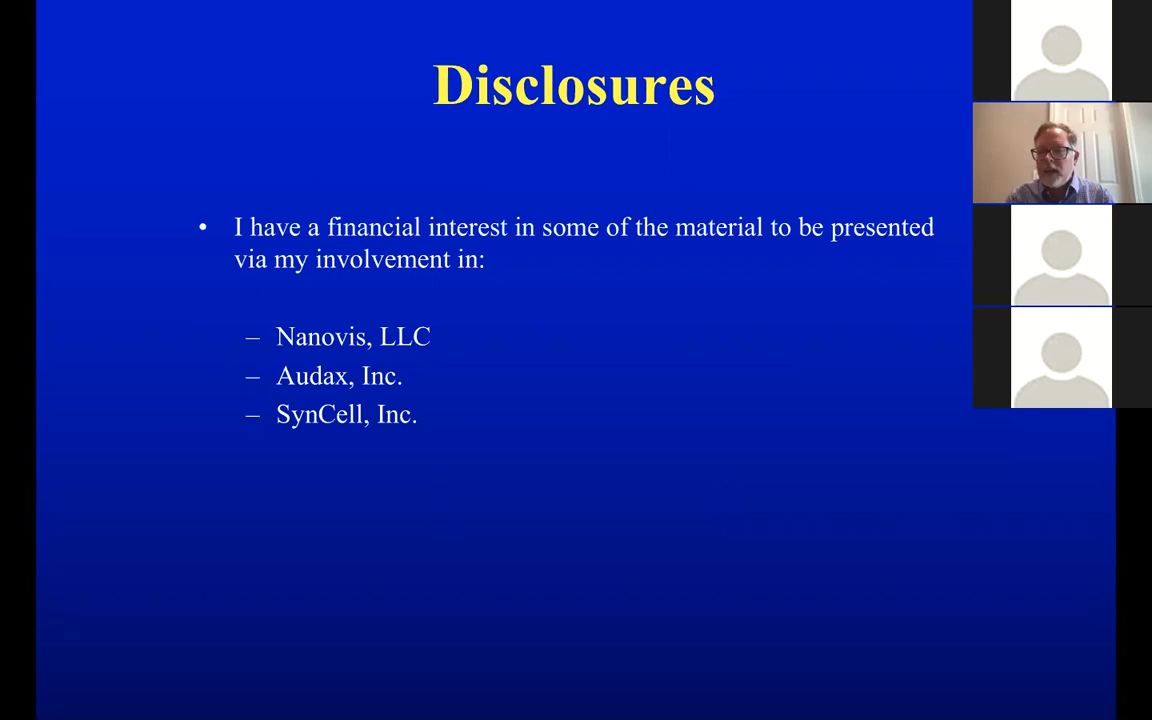 Disclosures
• I have a financial interest in some of the material to be presented
via my involvement in:
– Nanovis, LLC
– Audax, Inc.
– SynCell, Inc.